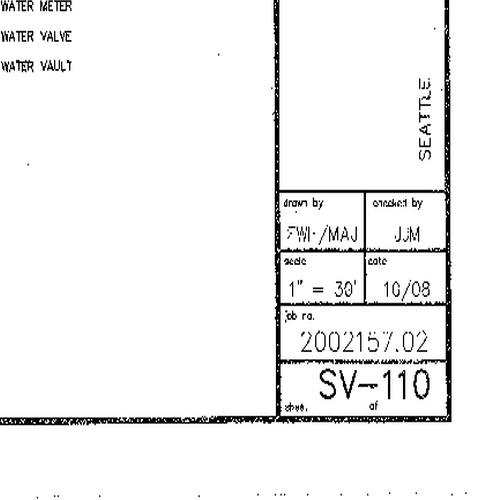 WATER METER
WATER VALVE
WATER VAULT
SEATTLE
drawn by
checked by
/MAJ
JJM
scale
date
1" = 30'
10/08
job no.
2002157.02
SV-110
sheet
of